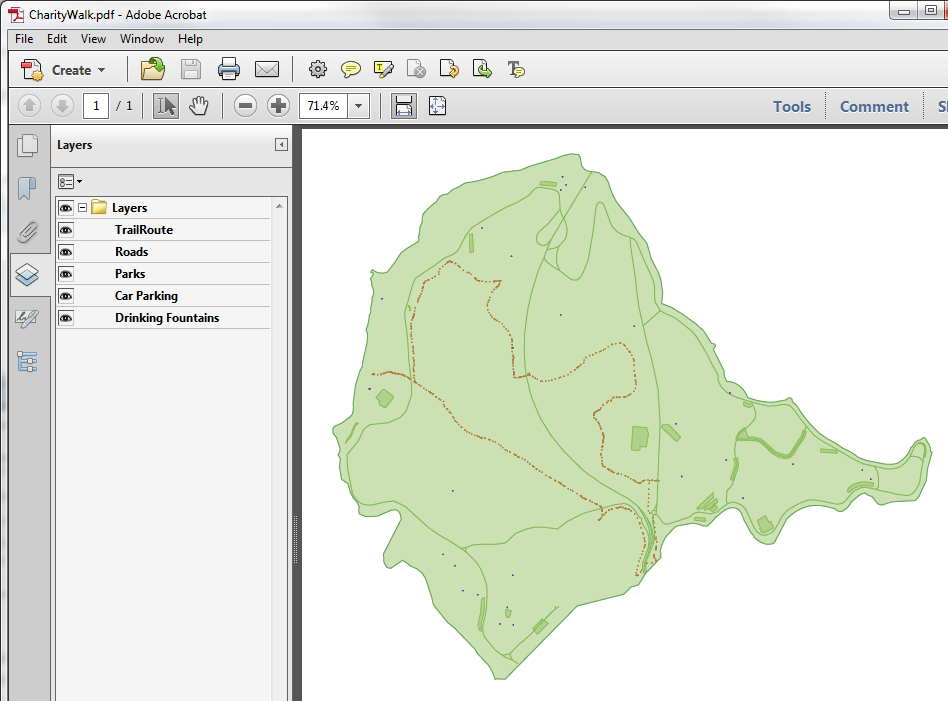 CharityWalk.pdf - Adobe Acrobat
File Edit View Window Help
Create
1 / 1 71.4% Tools Comment
Layers
Layers
TrailRoute
Roads
Parks
Car Parking
Drinking Fountains